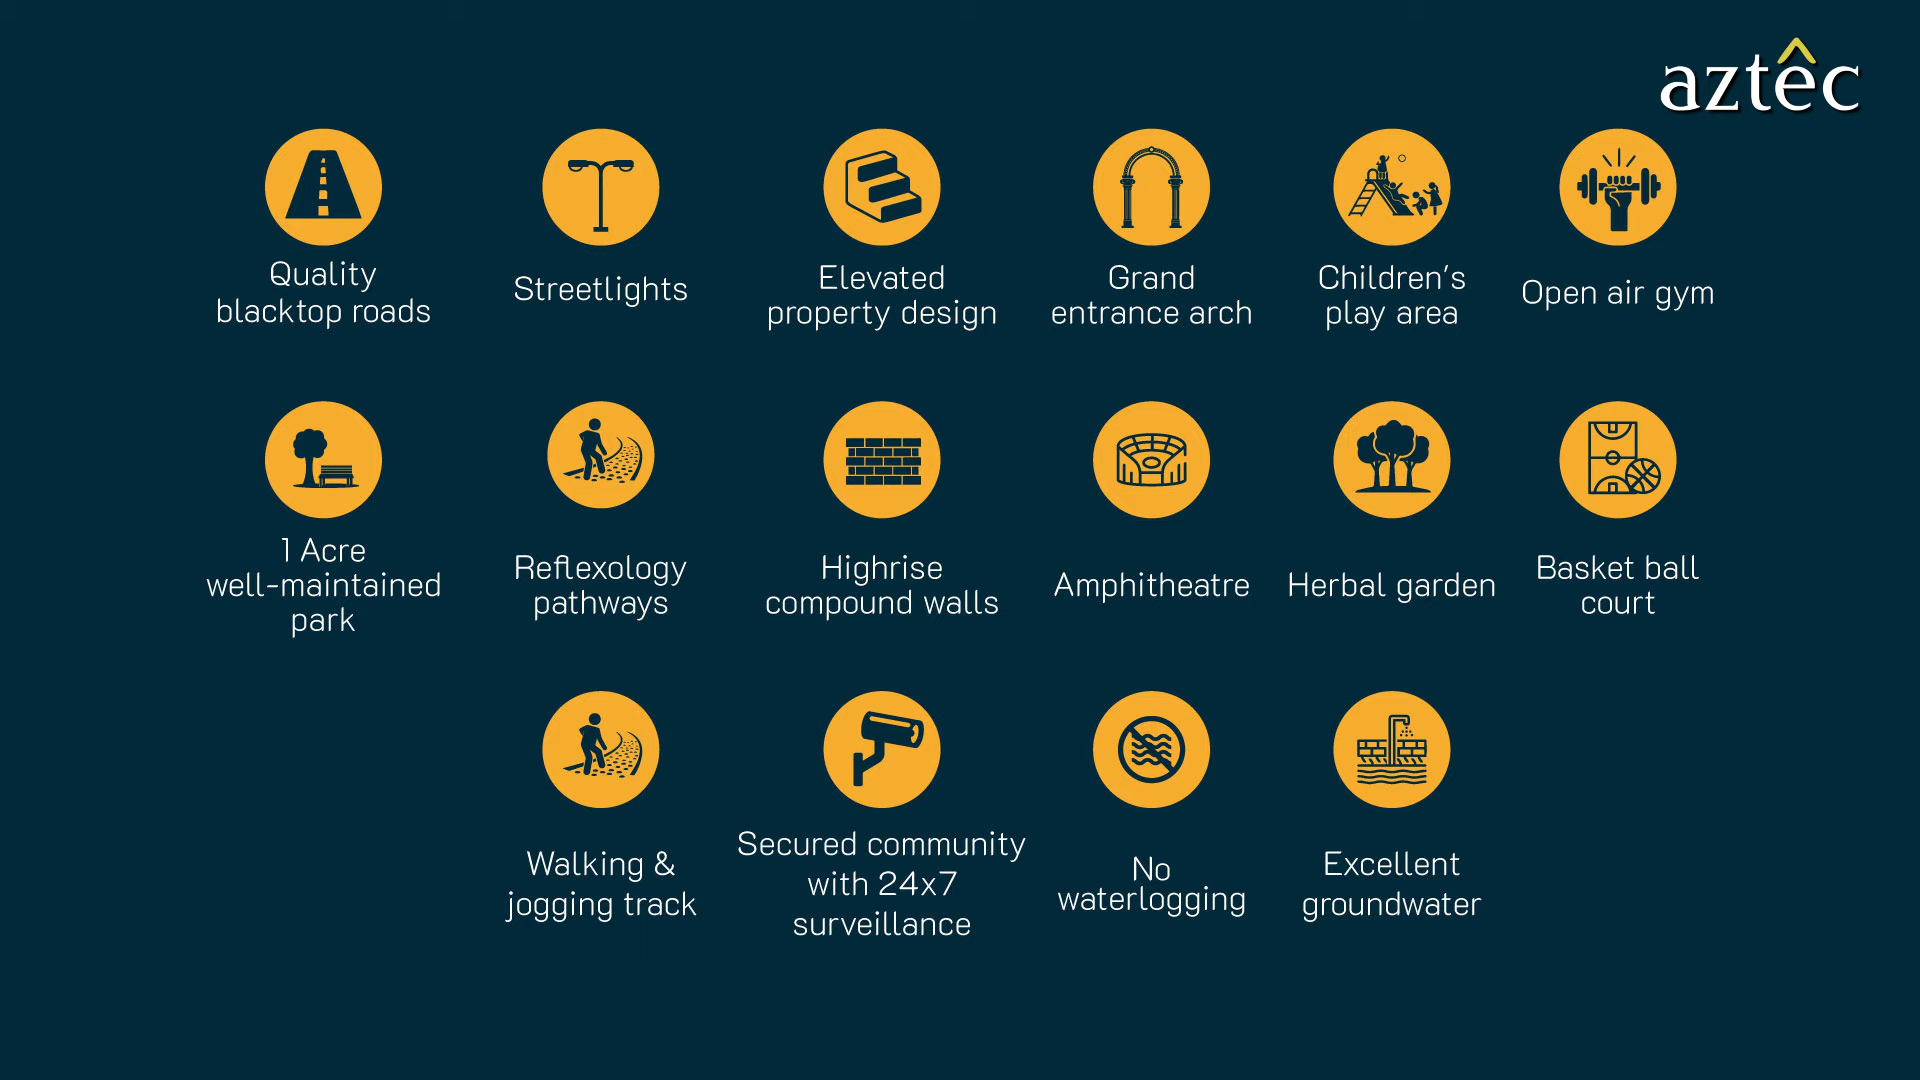 aztêc
Quality
blacktop roads
Streetlights
Elevated
property design
Grand
entrance arch
Children's
play area
Open air gym
1 Acre
well-maintained
park
Reflexology
pathways
Highrise
compound walls
Amphitheatre
Herbal garden
Basket ball
court
Walking &
jogging track
Secured community
with 24x7
surveillance
No
waterlogging
Excellent
groundwater